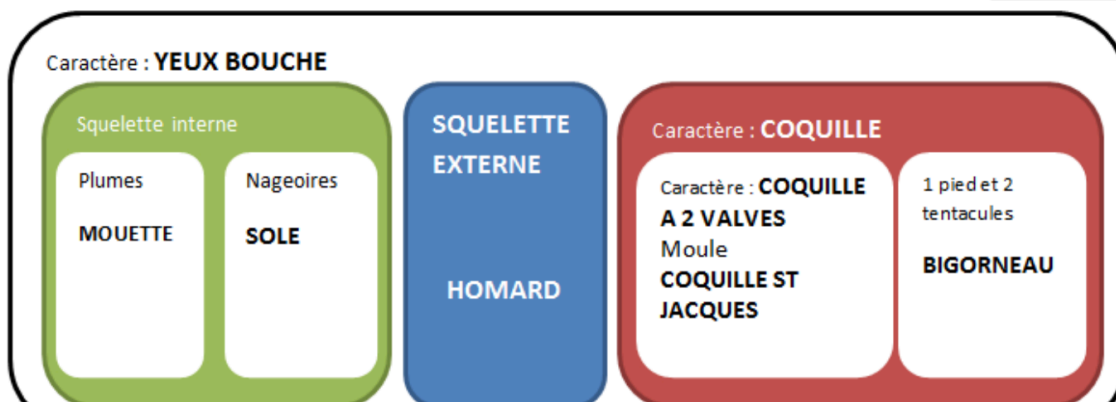 Caractère : YEUX BOUCHE
Squelette interne
Plumes
MOUETTE
Nageoires
SOLE
SQUELETTE
EXTERNE
HOMARD
Caractère : COQUILLE
Caractère : COQUILLE
A 2 VALVES
Moule
COQUILLE ST
JACQUES
1 pied et 2
tentacules
BIGORNEAU